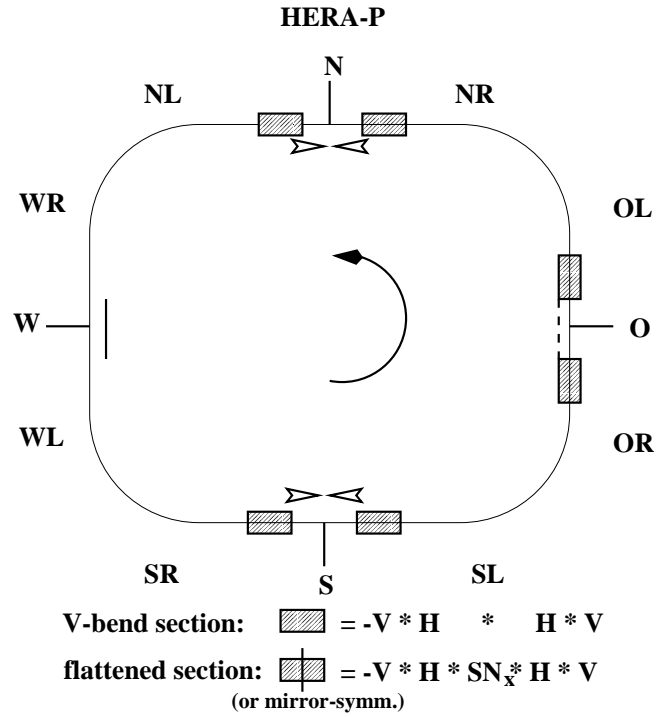 HERA-P
N
NL NR
WR OL
W O
WL OR
SR SL
S
V-bend section: = -V * H * H * V
flattened section: = -V * H * SNx* H * V
(or mirror-symm.)